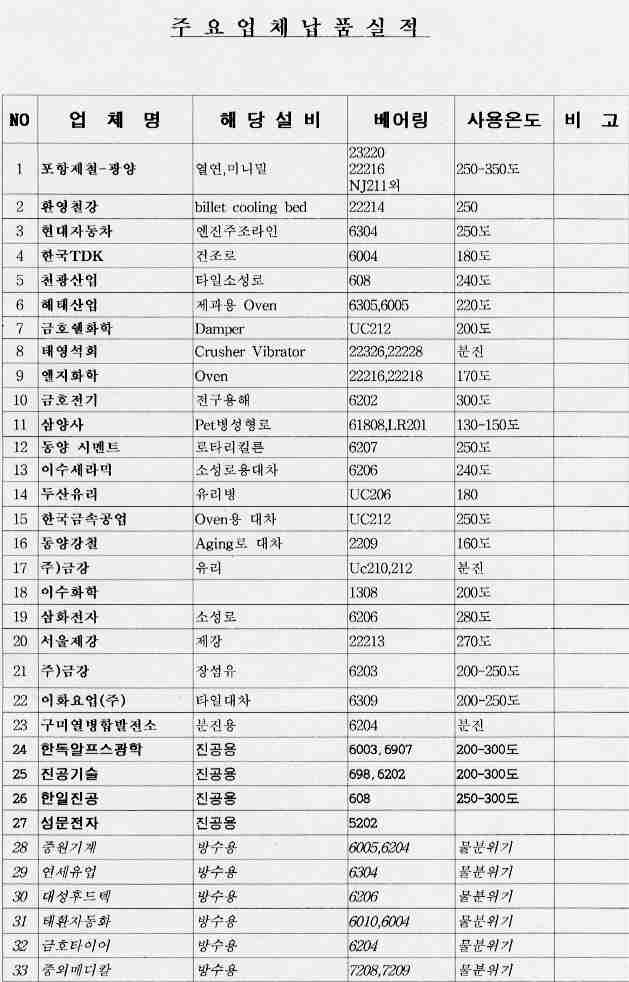 주 요 업 체 납 품 실 적
NO 업 체 명 해 당 설 비 베어링 사용온도 비 고
1 포항제철-광양 열연,미니밀 23220 22216 NJ211외 250-350도
2 환영철강 billet cooling bed 22214 250
3 현대자동차 엔진주조라인 6304 250도
4 한국TDK 건조로 6004 180도
5 천광산업 타일소성로 608 240도
6 해태산업 제과용 Oven 6305,6005 220도
7 금호쉘화학 Damper UC212 200도
8 태영석회 Crusher Vibrator 22326,22228 분진
9 엘지화학 Oven 22216,22218 170도
10 금호전기 전구용해 6202 300도
11 삼양사 Pet병성형로 61808,LR201 130-150도
12 동양 시멘트 로타리킬른 6207 250도
13 이수세라믹 소성로용대차 6206 240도
14 두산유리 유리병 UC206 180
15 한국금속공업 Oven용 대차 UC212 250도
16 동양강철 Aging로 대차 2209 160도
17 주)금강 유리 Uc210,212 분진
18 이수화학 1308 200도
19 삼화전자 소성로 6206 280도
20 서울제강 제강 22213 270도
21 주)금강 장섬유 6203 200-250도
22 이화요업(주) 타일대차 6309 200-250도
23 구미열병합발전소 분진용 6204 분진
24 한독알프스광학 진공용 6003,6907 200-300도
25 진공기술 진공용 698,6202 200-300도
26 한일진공 진공용 608 250-300도
27 성문전자 진공용 5202
28 중원기계 방수용 6005,6204 물분위기
29 연세유업 방수용 6304 물분위기
30 대성후드텍 방수용 6206 물분위기
31 태환자동화 방수용 6010,6004 물분위기
32 금호타이어 방수용 6204 물분위기
33 중외메디칼 방수용 7208,7209 물분위기